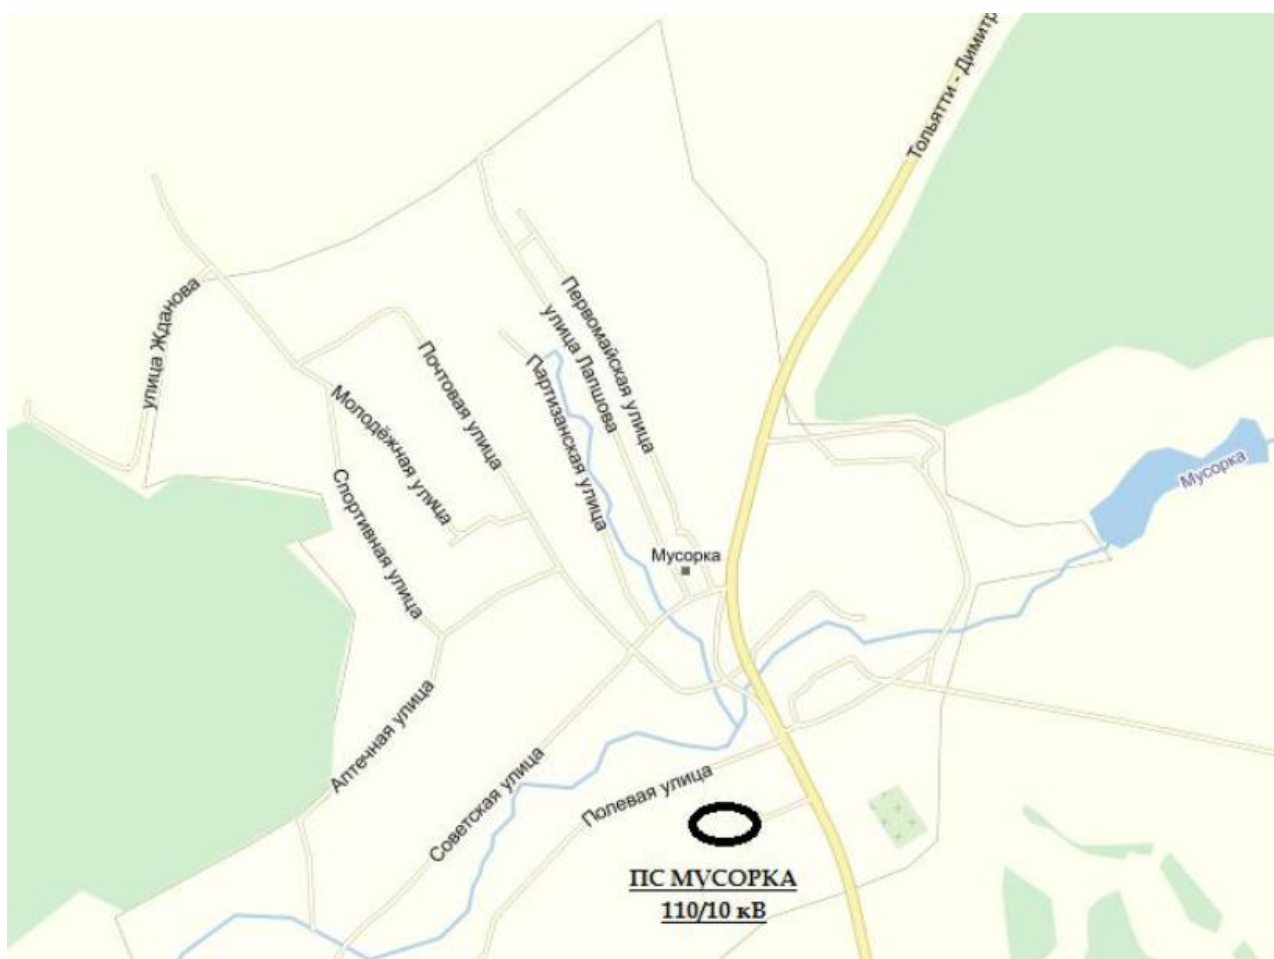 Тольятти - Димитр
улица Жданова
Первомайская улица
улица Лапшова
Почтовая улица
Партизанская улица
Молодёжная улица
Спортивная улица
Мусорка
Мусорка
Аптечная улица
Советская улица
Полевая улица
ПС МУСОРКА
110/10 кВ